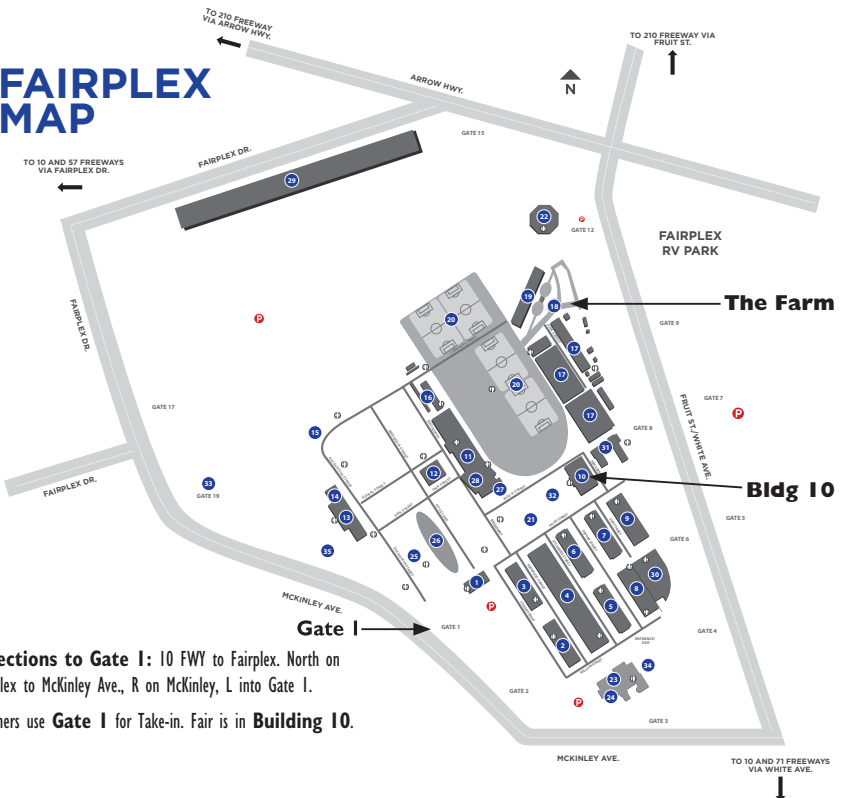 TO 210 FREEWAY
VIA ARROW HWY.
TO 210 FREEWAY VIA
FRUIT ST.
FAIRPLEX
MAP
N
ARROW HWY.
GATE 15
FAIRPLEX DR.
TO 10 AND 57 FREEWAYS
VIA FAIRPLEX DR.
29
22
P
GATE 12
FAIRPLEX
RV PARK
19
18
The Farm
FAIRPLEX DR.
P
20
GATE 9
17
17
20
16
GATE 7
P
GATE 17
17
FRUIT ST./WHITE AVE.
15
GATE 8
11
31
12
28
10
33
GATE 19
FAIRPLEX DR.
14
27
32
Bldg 10
13
21
9
GATE 5
35
26
25
7
6
GATE 6
1
3
4
30
8
5
MCKINLEY AVE.
P
Gate 1
GATE 1
2
GATE 4
ENTRANCE
EXIT
ections to Gate 1: 10 FWY to Fairplex. North on
plex to McKinley Ave., R on McKinley, L into Gate 1.
34
23
24
GATE 2
P
ners use Gate 1 for Take-in. Fair is in Building 10.
GATE 3
MCKINLEY AVE.
TO 10 AND 71 FREEWAYS
VIA WHITE AVE.